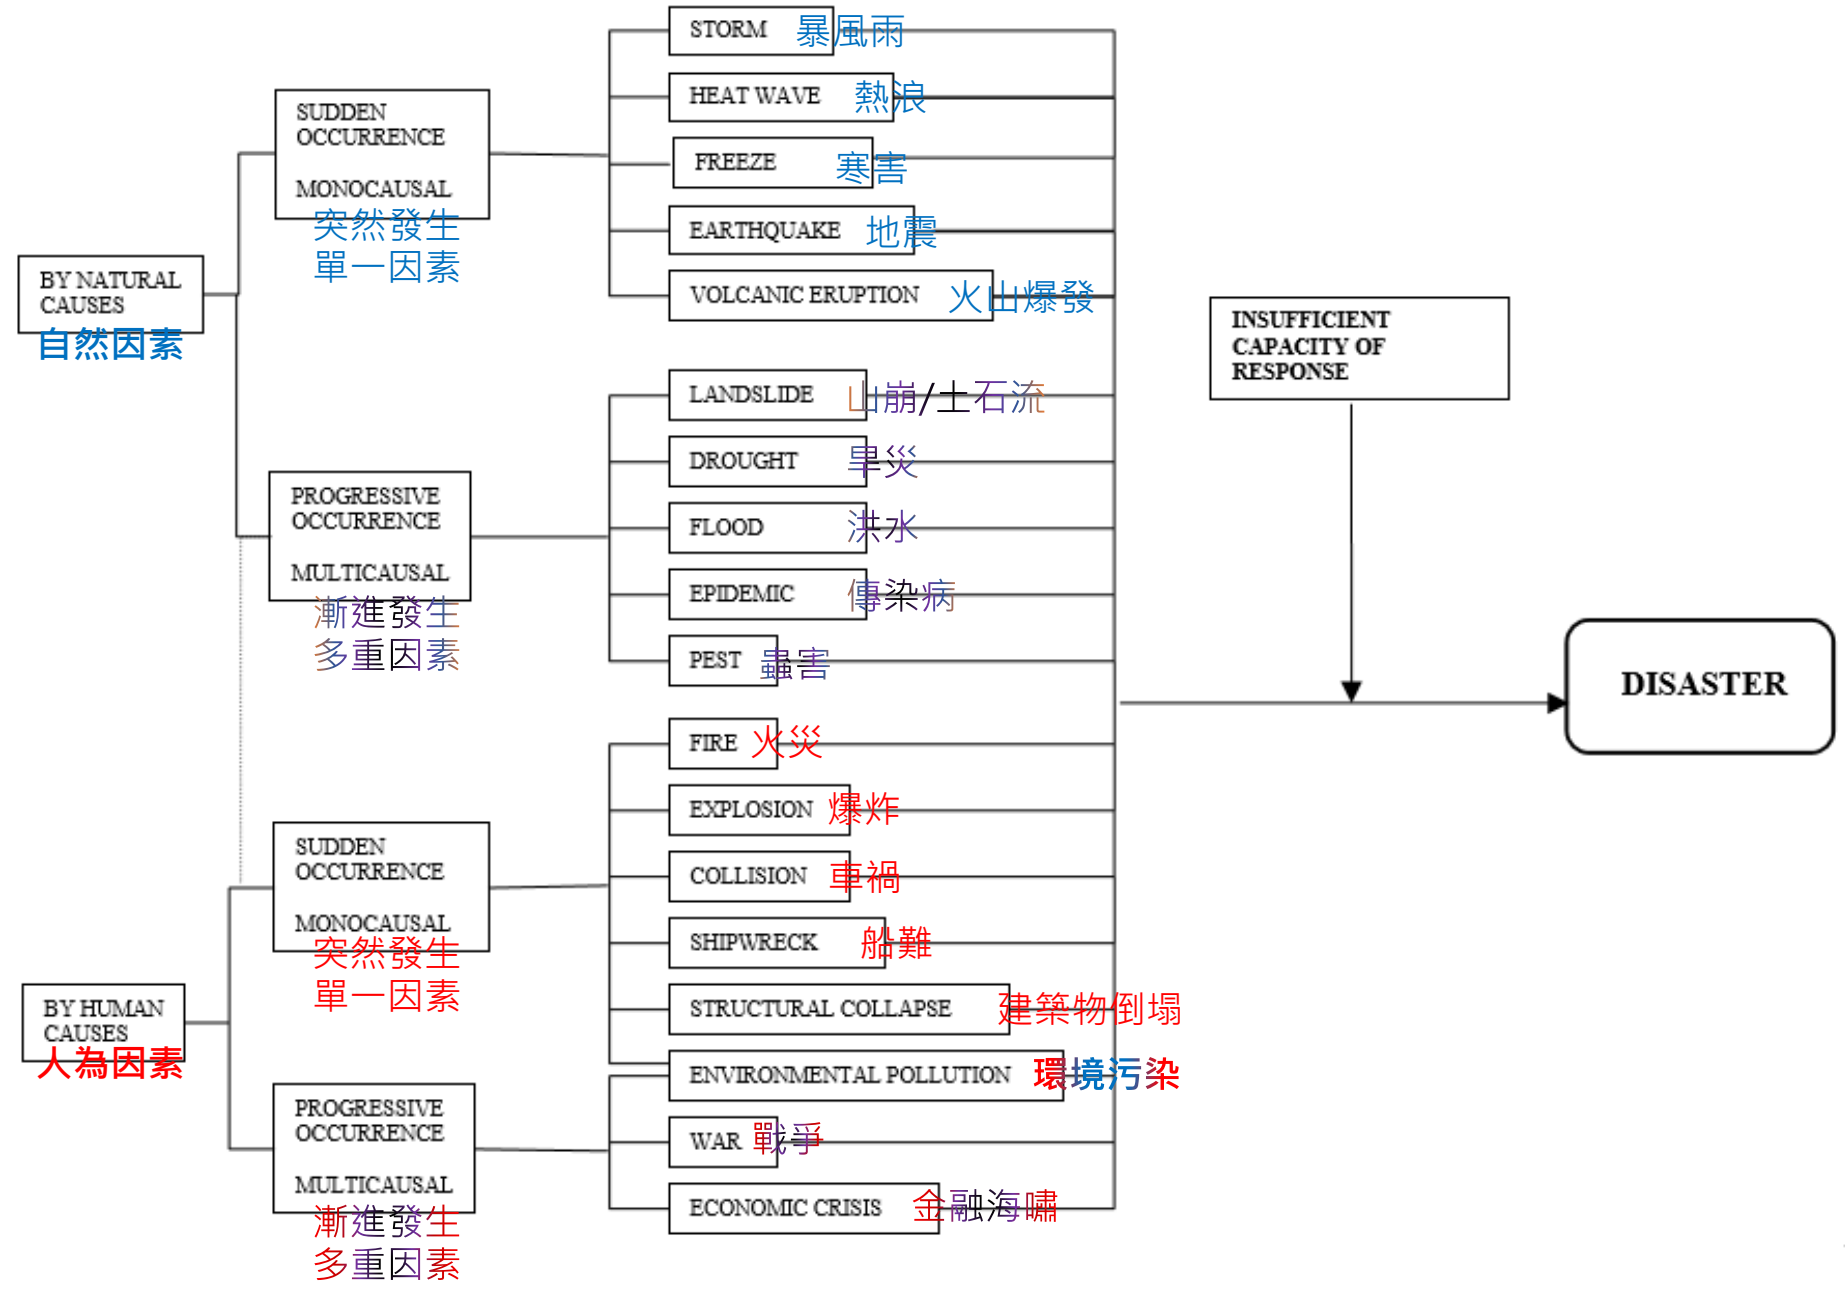 BY NATURAL
CAUSES
自然因素
SUDDEN
OCCURRENCE
MONOCAUSAL
突然發生
單一因素
STORM 暴風雨
HEAT WAVE 熱浪
FREEZE 寒害
EARTHQUAKE 地震
VOLCANIC ERUPTION 火山爆發
PROGRESSIVE
OCCURRENCE
MULTICAUSAL
漸進發生
多重因素
LANDSLIDE 山崩/土石流
DROUGHT 旱災
FLOOD 洪水
EPIDEMIC 傳染病
PEST 蟲害
BY HUMAN
CAUSES
人為因素
SUDDEN
OCCURRENCE
MONOCAUSAL
突然發生
單一因素
FIRE 火災
EXPLOSION 爆炸
COLLISION 車禍
SHIPWRECK 船難
STRUCTURAL COLLAPSE 建築物倒塌
ENVIRONMENTAL POLLUTION 環境污染
PROGRESSIVE
OCCURRENCE
MULTICAUSAL
漸進發生
多重因素
WAR 戰爭
ECONOMIC CRISIS 金融海嘯
INSUFFICIENT
CAPACITY OF
RESPONSE
DISASTER